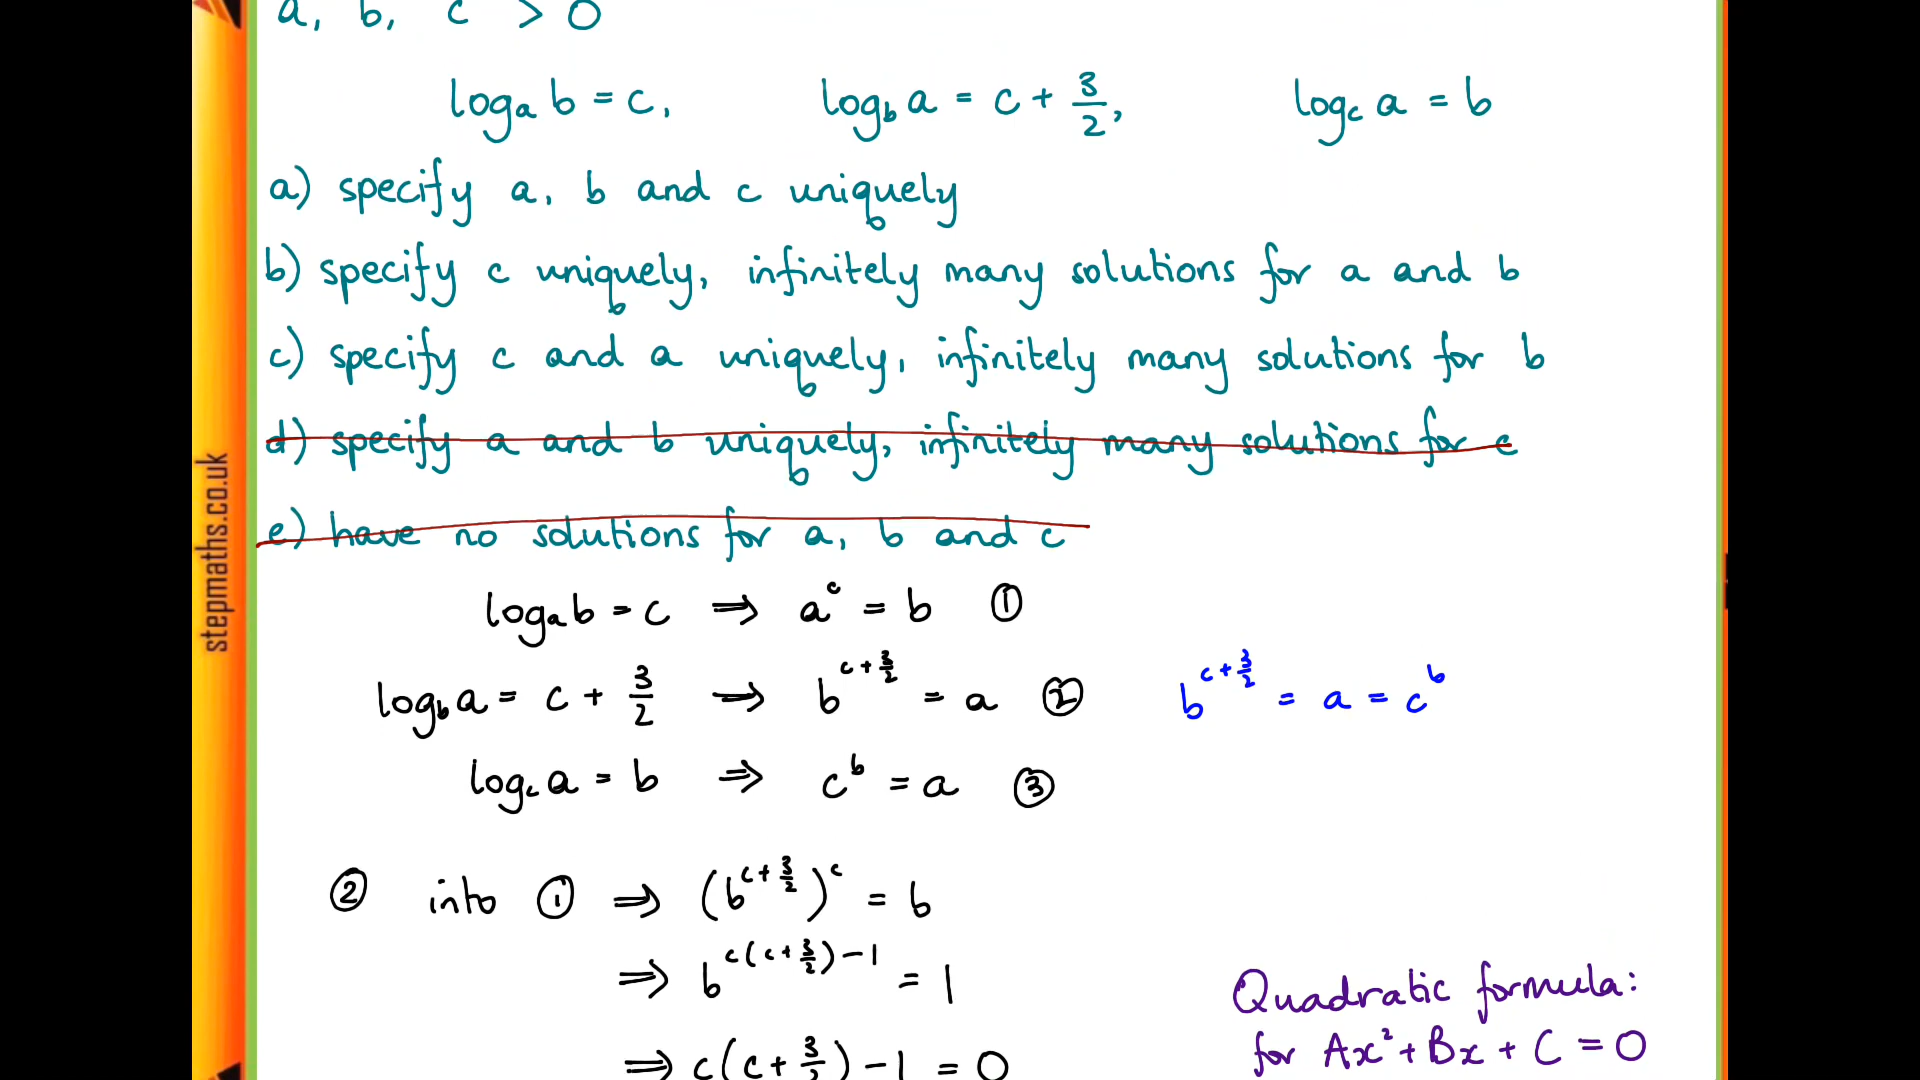 a, b, c > 0
log_a b = c, log_b a = c + 3/2, log_c a = b
a) specify a, b and c uniquely
b) specify c uniquely, infinitely many solutions for a and b
c) specify c and a uniquely, infinitely many solutions for b
d) specify a and b uniquely, infinitely many solutions for c
e) have no solutions for a, b and c
log_a b = c ⇒ a^c = b ①
log_b a = c + 3/2 ⇒ b^(c + 3/2) = a ② b^(c + 3/2) = a = c^b
log_c a = b ⇒ c^b = a ③
② into ① ⇒ (b^(c + 3/2))^c = b
⇒ b^(c(c + 3/2) - 1) = 1
⇒ c(c + 3/2) - 1 = 0
Quadratic formula:
for Ax² + Bx + C = 0
stepmaths.co.uk